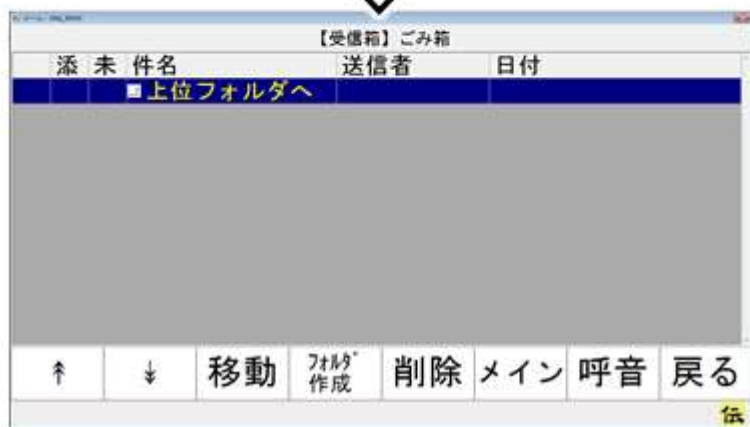 【受信箱】ごみ箱
添 未 件名 送信者 日付
上位フォルダへ
↟ ↡ 移動 ﾌｫﾙﾀﾞ作成 削除 メイン 呼音 戻る
伝